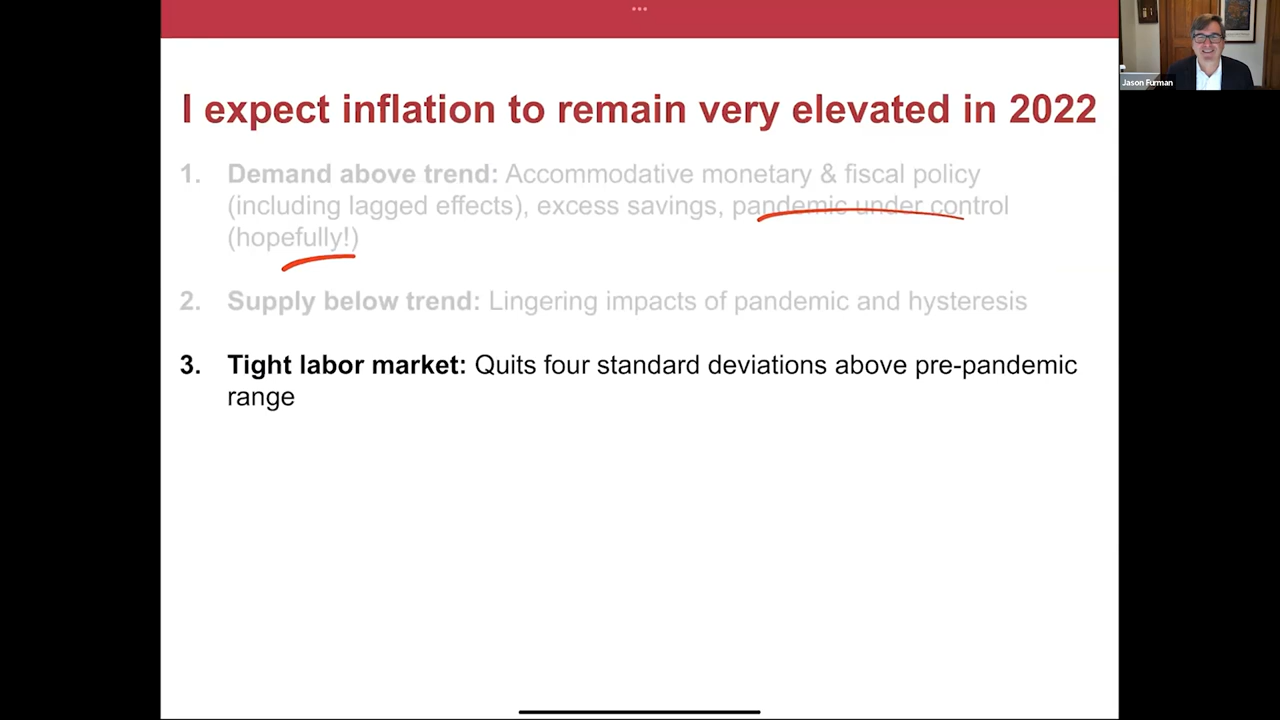 I expect inflation to remain very elevated in 2022
1. Demand above trend: Accommodative monetary & fiscal policy
(including lagged effects), excess savings, pandemic under control
(hopefully!)
2. Supply below trend: Lingering impacts of pandemic and hysteresis
3. Tight labor market: Quits four standard deviations above pre-pandemic
range
Jason Furman